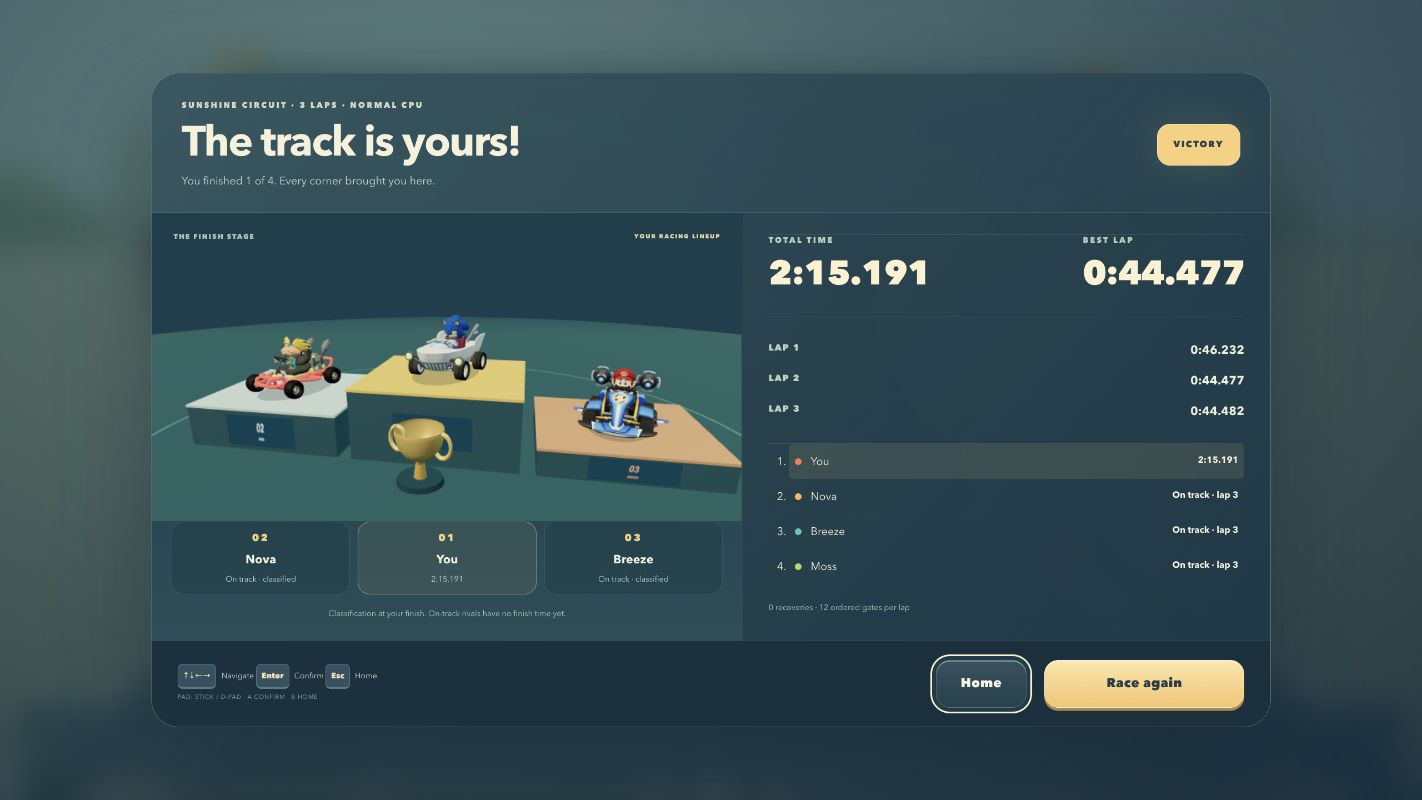 SUNSHINE CIRCUIT · 3 LAPS · NORMAL CPU
The track is yours!
You finished 1 of 4. Every corner brought you here.
VICTORY
THE FINISH STAGE
YOUR RACING LINEUP
02
03
02
Nova
On track · classified
01
You
2:15.191
03
Breeze
On track · classified
Classification at your finish. On-track rivals have no finish time yet.
TOTAL TIME
2:15.191
BEST LAP
0:44.477
LAP 1 0:46.232
LAP 2 0:44.477
LAP 3 0:44.482
1. You 2:15.191
2. Nova On track · lap 3
3. Breeze On track · lap 3
4. Moss On track · lap 3
0 recoveries · 12 ordered gates per lap
↑↓←→ Navigate Enter Confirm Esc Home
PAD: STICK / D-PAD · A CONFIRM · B HOME
Home
Race again